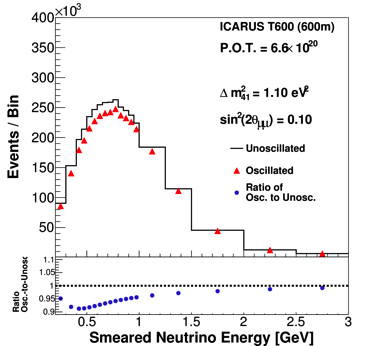 ×10³
400
350
300
250
200
150
100
50
Events / Bin
ICARUS T600 (600m)
P.O.T. = 6.6×10²⁰
Δ m²₄₁ = 1.10 eV²
sin²(2θμμ) = 0.10
Unoscillated
Oscillated
Ratio of
Osc. to Unosc.
1.1
1.05
1
0.95
0.9
Ratio
Osc.-to-Unosc
0.5 1 1.5 2 2.5 3
Smeared Neutrino Energy [GeV]